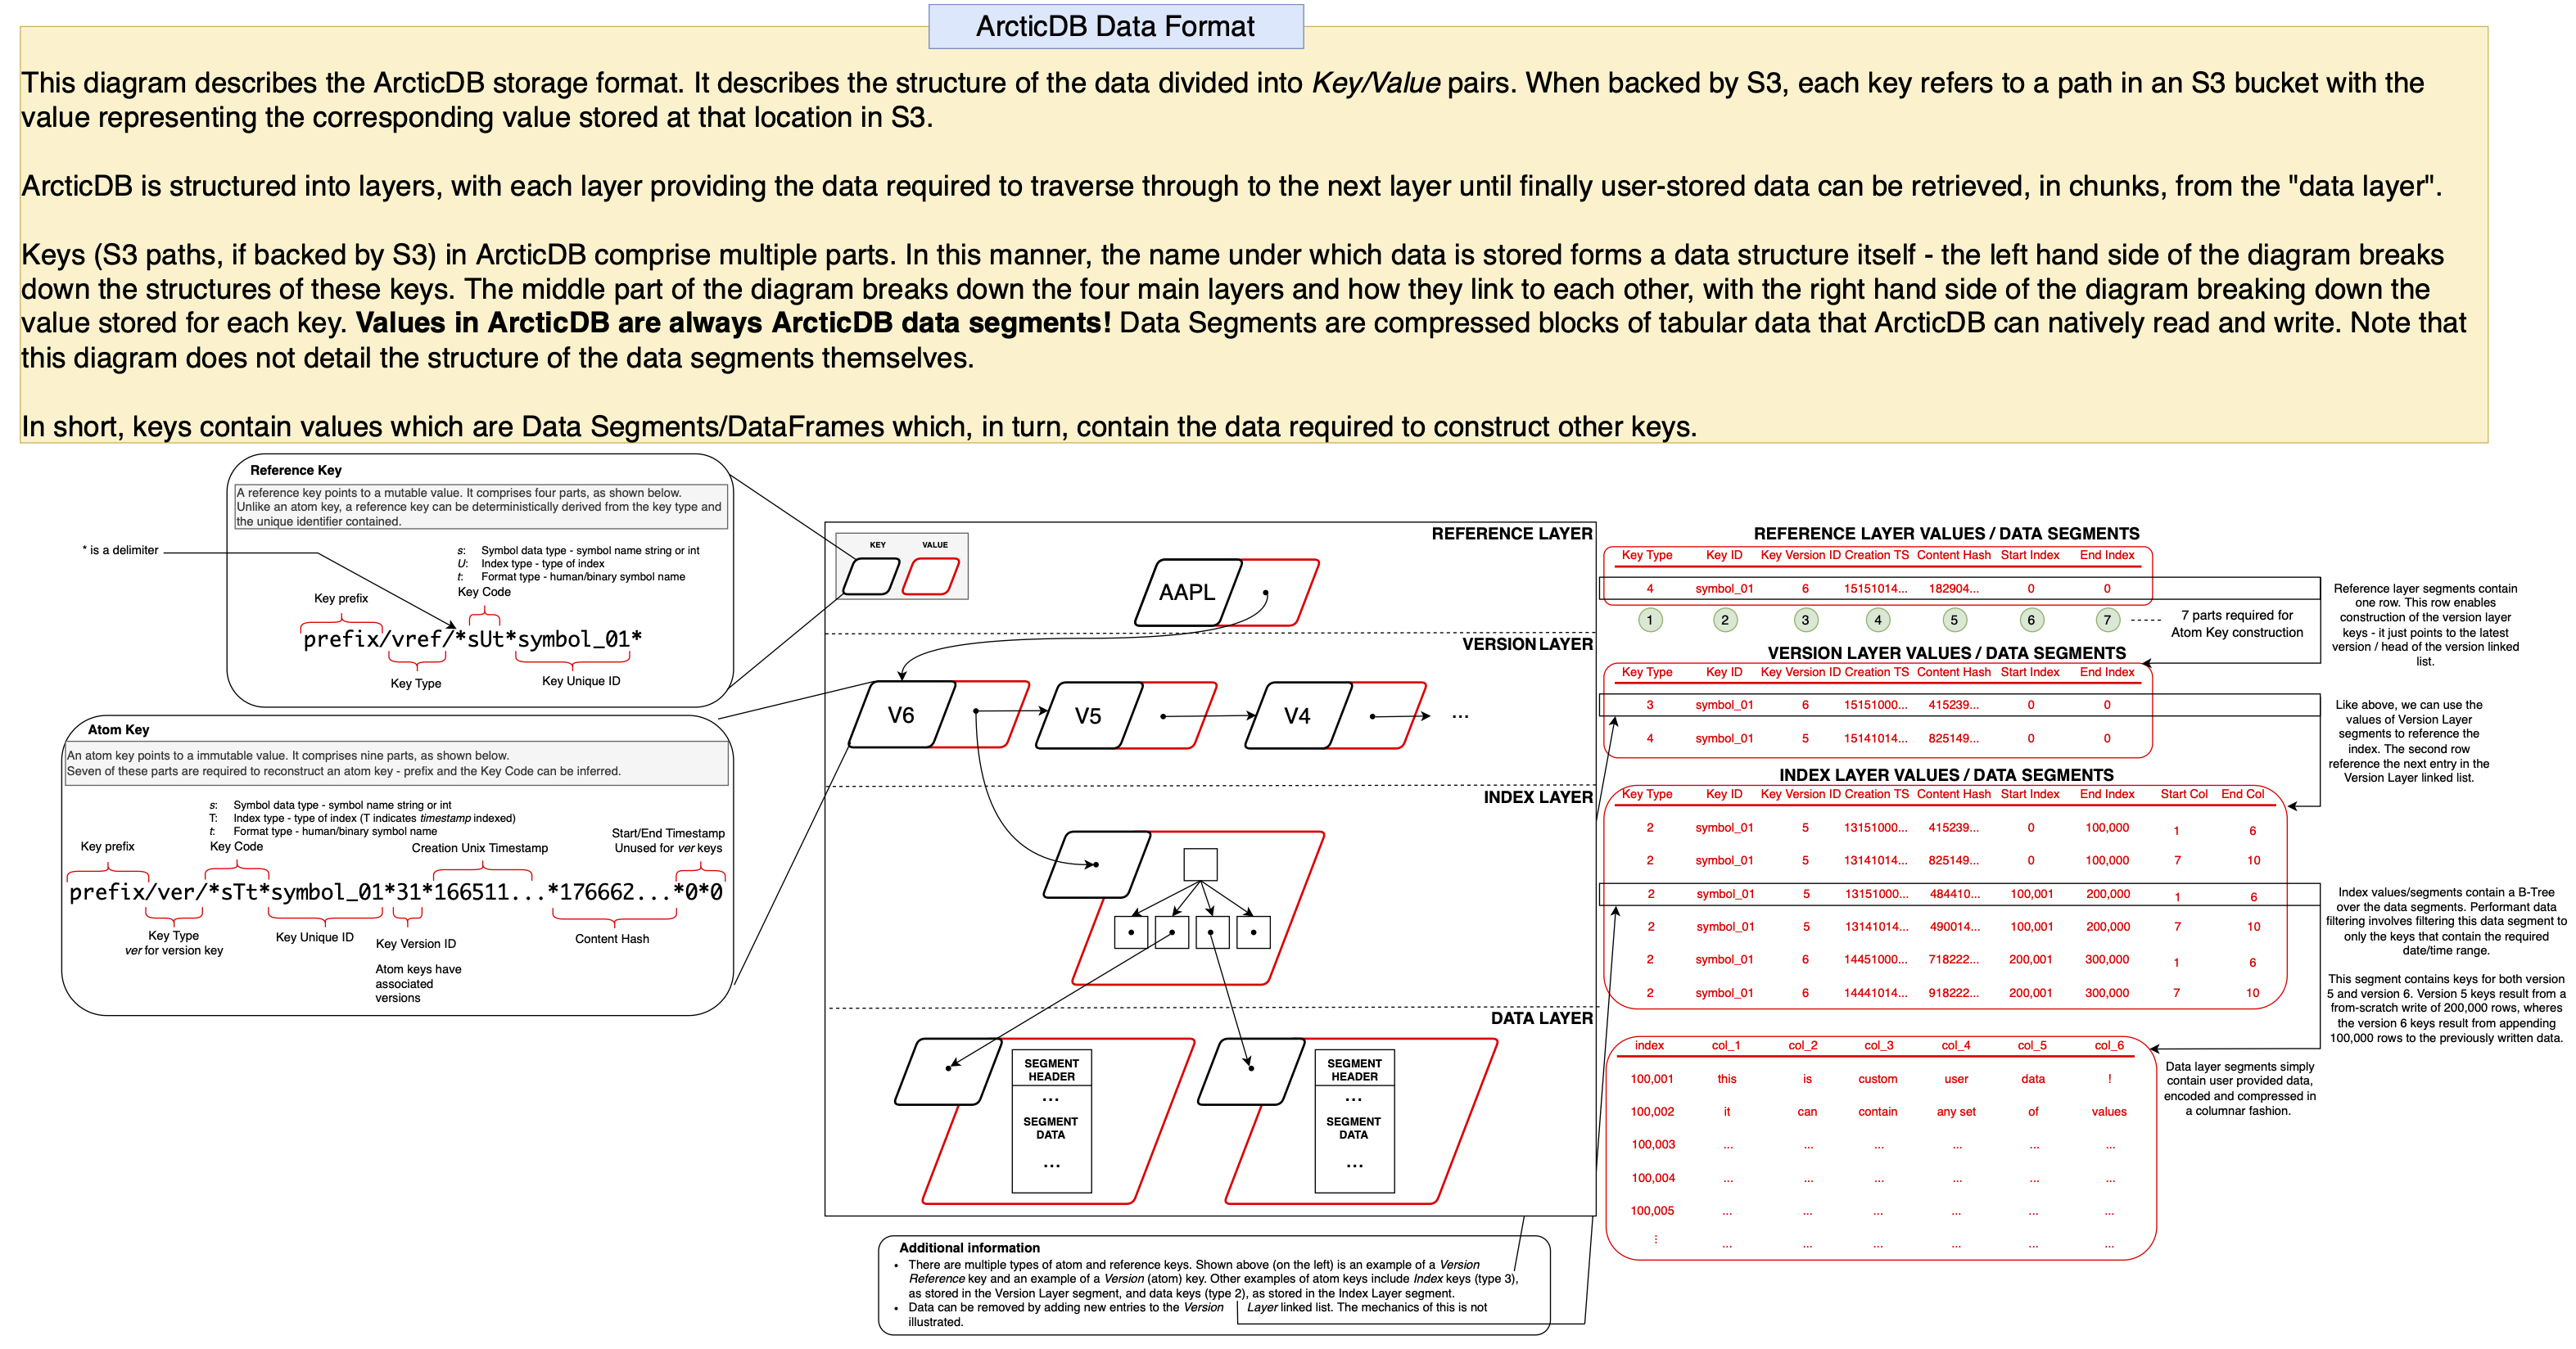 ArcticDB Data Format
This diagram describes the ArcticDB storage format. It describes the structure of the data divided into Key/Value pairs. When backed by S3, each key refers to a path in an S3 bucket with the
value representing the corresponding value stored at that location in S3.
ArcticDB is structured into layers, with each layer providing the data required to traverse through to the next layer until finally user-stored data can be retrieved, in chunks, from the "data layer".
Keys (S3 paths, if backed by S3) in ArcticDB comprise multiple parts. In this manner, the name under which data is stored forms a data structure itself - the left hand side of the diagram breaks
down the structures of these keys. The middle part of the diagram breaks down the four main layers and how they link to each other, with the right hand side of the diagram breaking down the
value stored for each key. Values in ArcticDB are always ArcticDB data segments! Data Segments are compressed blocks of tabular data that ArcticDB can natively read and write. Note that
this diagram does not detail the structure of the data segments themselves.
In short, keys contain values which are Data Segments/DataFrames which, in turn, contain the data required to construct other keys.
Reference Key
A reference key points to a mutable value. It comprises four parts, as shown below.
Unlike an atom key, a reference key can be deterministically derived from the key type and
the unique identifier contained.
* is a delimiter
s: Symbol data type - symbol name string or int
U: Index type - type of index
t: Format type - human/binary symbol name
Key prefix
Key Code
prefix/vref/*sUt*symbol_01*
Key Type
Key Unique ID
Atom Key
An atom key points to a immutable value. It comprises nine parts, as shown below.
Seven of these parts are required to reconstruct an atom key - prefix and the Key Code can be inferred.
s: Symbol data type - symbol name string or int
T: Index type - type of index (T indicates timestamp indexed)
t: Format type - human/binary symbol name
Key prefix
Key Code
Creation Unix Timestamp
Start/End Timestamp
Unused for ver keys
prefix/ver/*sTt*symbol_01*31*166511...*176662...*0*0
Key Type
ver for version key
Key Unique ID
Key Version ID
Content Hash
Atom keys have
associated
versions
KEY VALUE
REFERENCE LAYER
AAPL
VERSION LAYER
V6 V5 V4 ...
INDEX LAYER
DATA LAYER
SEGMENT
HEADER
...
SEGMENT
DATA
...
SEGMENT
HEADER
...
SEGMENT
DATA
...
Additional information
• There are multiple types of atom and reference keys. Shown above (on the left) is an example of a Version
Reference key and an example of a Version (atom) key. Other examples of atom keys include Index keys (type 3),
as stored in the Version Layer segment, and data keys (type 2), as stored in the Index Layer segment.
• Data can be removed by adding new entries to the Version Layer linked list. The mechanics of this is not
illustrated.
REFERENCE LAYER VALUES / DATA SEGMENTS
Key Type Key ID Key Version ID Creation TS Content Hash Start Index End Index
4 symbol_01 6 15151014... 182904... 0 0
1 2 3 4 5 6 7
7 parts required for
Atom Key construction
Reference layer segments contain
one row. This row enables
construction of the version layer
keys - it just points to the latest
version / head of the version linked
list.
VERSION LAYER VALUES / DATA SEGMENTS
Key Type Key ID Key Version ID Creation TS Content Hash Start Index End Index
3 symbol_01 6 15151000... 415239... 0 0
4 symbol_01 5 15141014... 825149... 0 0
Like above, we can use the
values of Version Layer
segments to reference the
index. The second row
reference the next entry in the
Version Layer linked list.
INDEX LAYER VALUES / DATA SEGMENTS
Key Type Key ID Key Version ID Creation TS Content Hash Start Index End Index Start Col End Col
2 symbol_01 5 13151000... 415239... 0 100,000 1 6
2 symbol_01 5 13141014... 825149... 0 100,000 7 10
2 symbol_01 5 13151000... 484410... 100,001 200,000 1 6
2 symbol_01 5 13141014... 490014... 100,001 200,000 7 10
2 symbol_01 6 14451000... 718222... 200,001 300,000 1 6
2 symbol_01 6 14441014... 918222... 200,001 300,000 7 10
Index values/segments contain a B-Tree
over the data segments. Performant data
filtering involves filtering this data segment to
only the keys that contain the required
date/time range.
This segment contains keys for both version
5 and version 6. Version 5 keys result from a
from-scratch write of 200,000 rows, wheres
the version 6 keys result from appending
100,000 rows to the previously written data.
index col_1 col_2 col_3 col_4 col_5 col_6
100,001 this is custom user data !
100,002 it can contain any set of values
100,003 ... ... ... ... ... ...
100,004 ... ... ... ... ... ...
100,005 ... ... ... ... ... ...
⋮ ... ... ... ... ... ...
Data layer segments simply
contain user provided data,
encoded and compressed in
a columnar fashion.